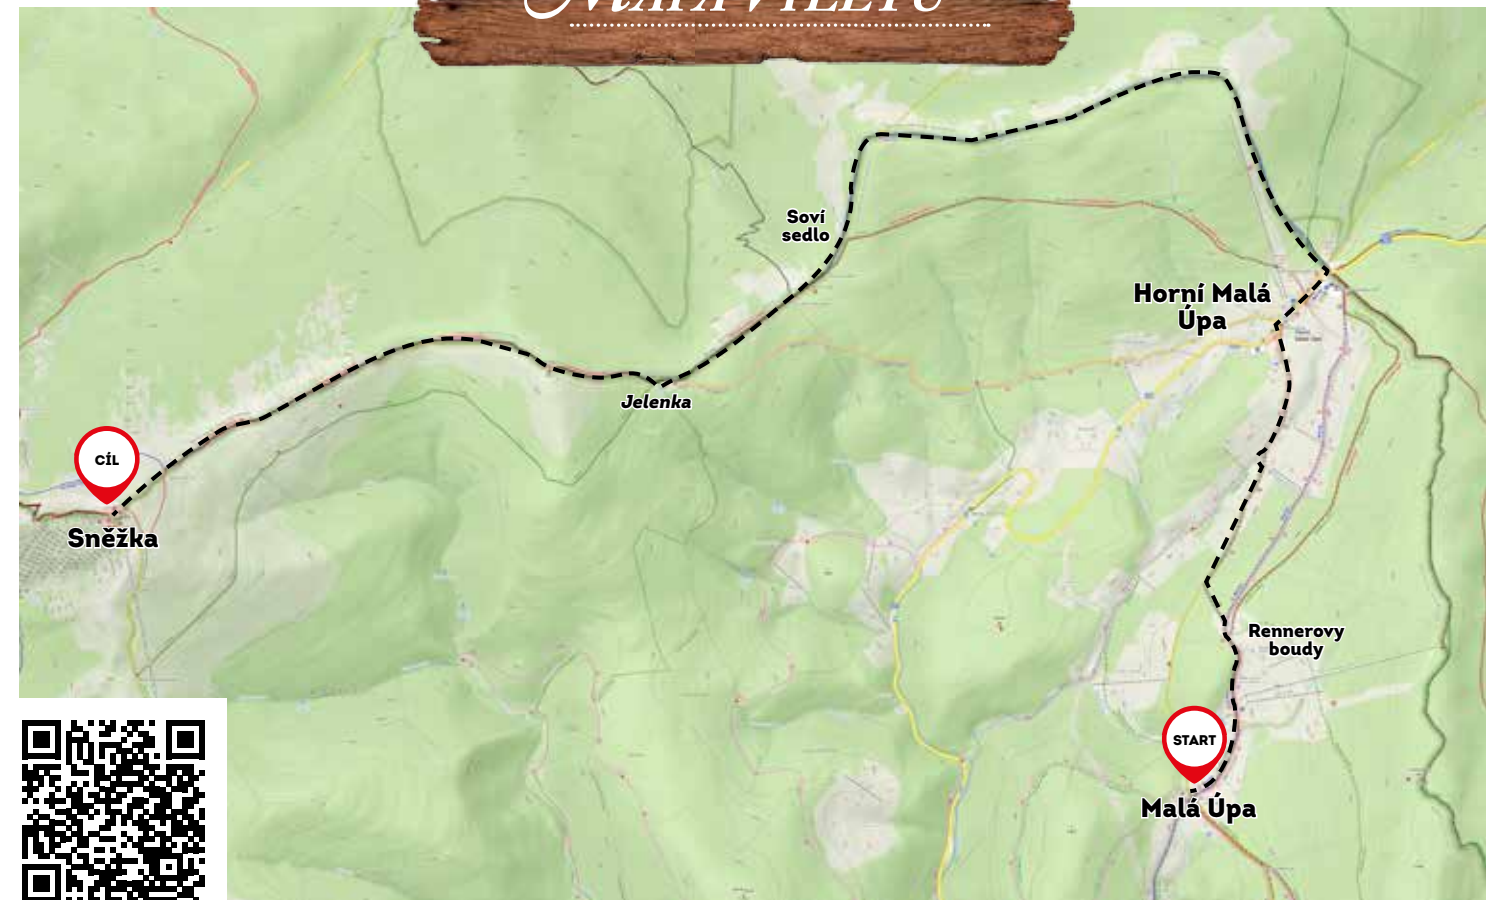 Soví
sedlo
Horní Malá
Úpa
Jelenka
CÍL
Sněžka
Rennerovy
boudy
START
Malá Úpa